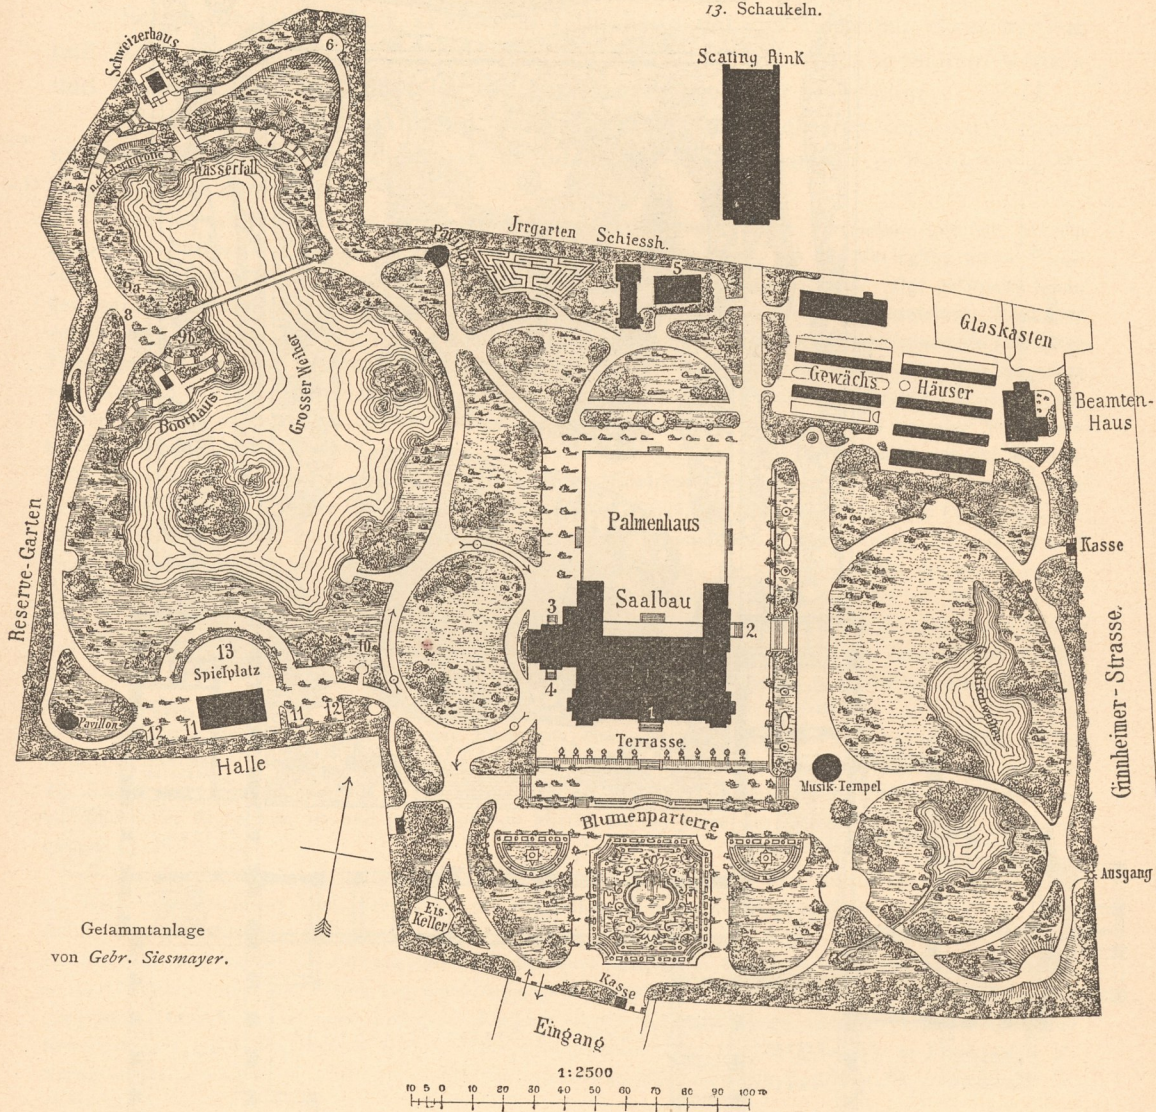 13. Schaukeln.
Scating Rink
Schweizerhaus
6.
7
Wasserfall
Pavillon
Jrrgarten Schiessh.
5
9a
8
9b
Boothaus
Grosser Weiher
Glaskasten
Gewächs. Häuser
Beamten-
Haus
Reserve-Garten
Palmenhaus
Kasse
Saalbau
3
2.
4.
1
Terrasse.
13
Spielplatz
10
Pavillon
12
11
11
12
Halle
Ginnheimer-Strasse.
Musik-Tempel
Blumenparterre
Ausgang
Eis-
Keller
Gesammtanlage
von Gebr. Siesmayer.
Kasse
Eingang
1:2500
10 5 0 10 20 30 40 50 60 70 80 90 100 m